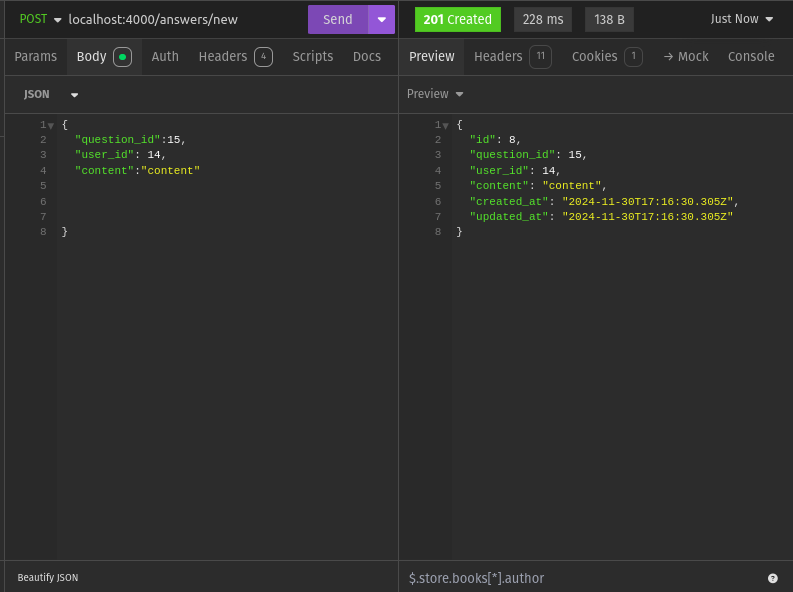 POST localhost:4000/answers/new Send
Params Body Auth Headers 4 Scripts Docs
JSON
1 {
2 "question_id":15,
3 "user_id": 14,
4 "content":"content"
5
6
7
8 }
Beautify JSON
201 Created 228 ms 138 B Just Now
Preview Headers 11 Cookies 1 → Mock Console
Preview
1 {
2 "id": 8,
3 "question_id": 15,
4 "user_id": 14,
5 "content": "content",
6 "created_at": "2024-11-30T17:16:30.305Z",
7 "updated_at": "2024-11-30T17:16:30.305Z"
8 }
$.store.books[*].author ?